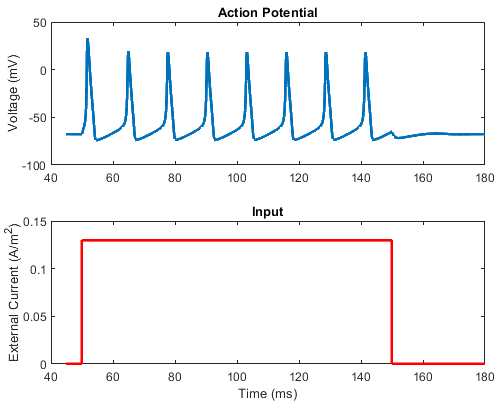 Action Potential
Voltage (mV)
50
0
-50
-100
40 60 80 100 120 140 160 180
Input
External Current (A/m²)
0.15
0.1
0.05
0
40 60 80 100 120 140 160 180
Time (ms)